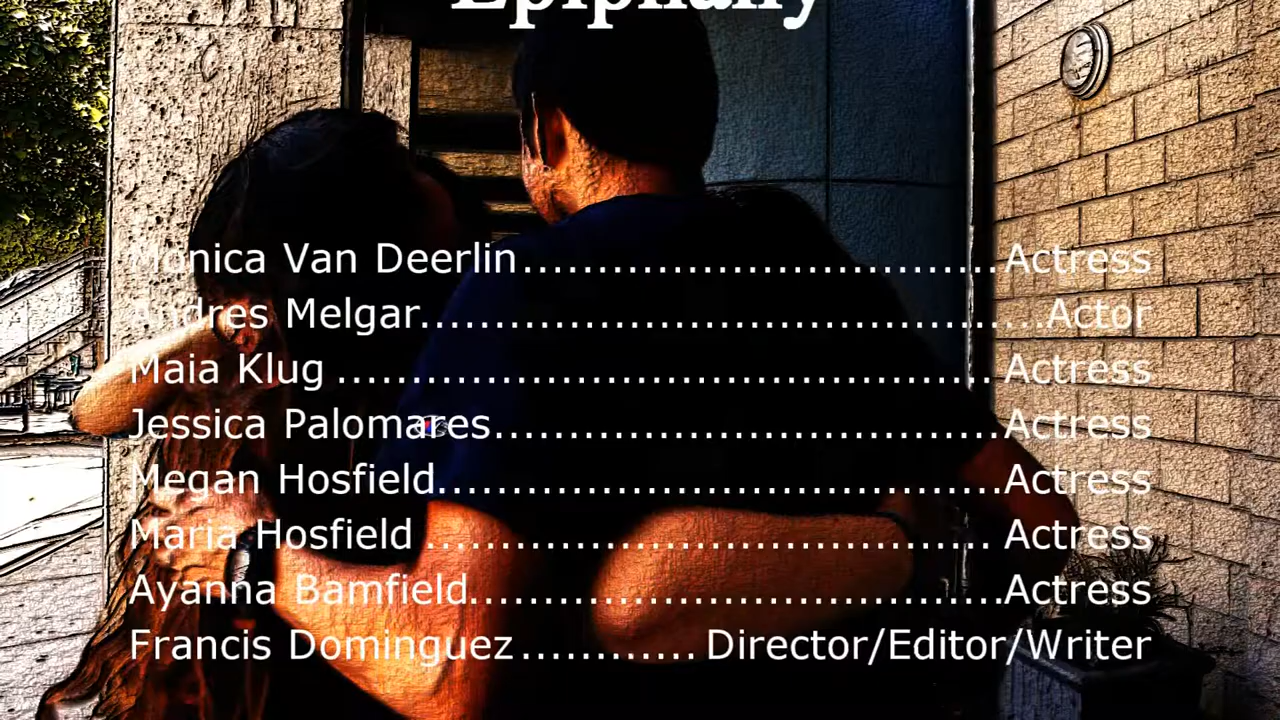 Epiphany
Monica Van Deerlin...............................Actress
Andres Melgar.........................................Actor
Maia Klug ........................................... Actress
Jessica Palomares.................................Actress
Megan Hosfield.....................................Actress
Maria Hosfield ..................................... Actress
Ayanna Bamfield...................................Actress
Francis Dominguez............ Director/Editor/Writer